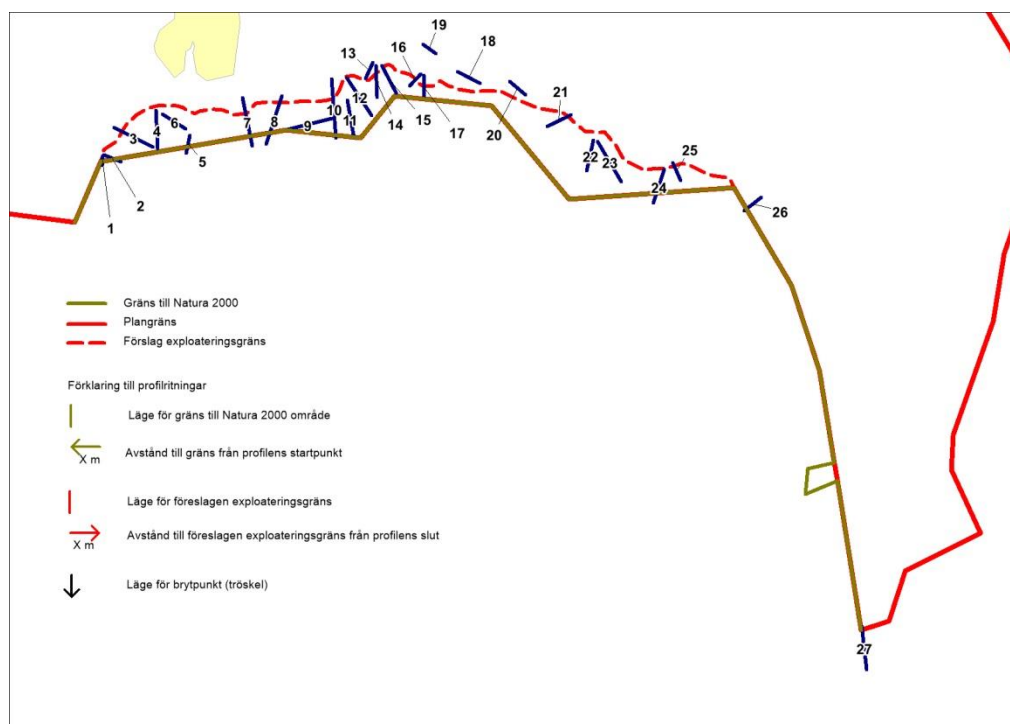 19
18
16
13
17
20
21
10
12
14
15
7
8
9
11
3
4
6
5
22
23
25
24
2
1
26
Gräns till Natura 2000
Plangräns
Förslag exploateringsgräns
Förklaring till profilritningar
Läge för gräns till Natura 2000 område
X m
Avstånd till gräns från profilens startpunkt
Läge för föreslagen exploateringsgräns
X m
Avstånd till föreslagen exploateringsgräns från profilens slut
Läge för brytpunkt (tröskel)
27